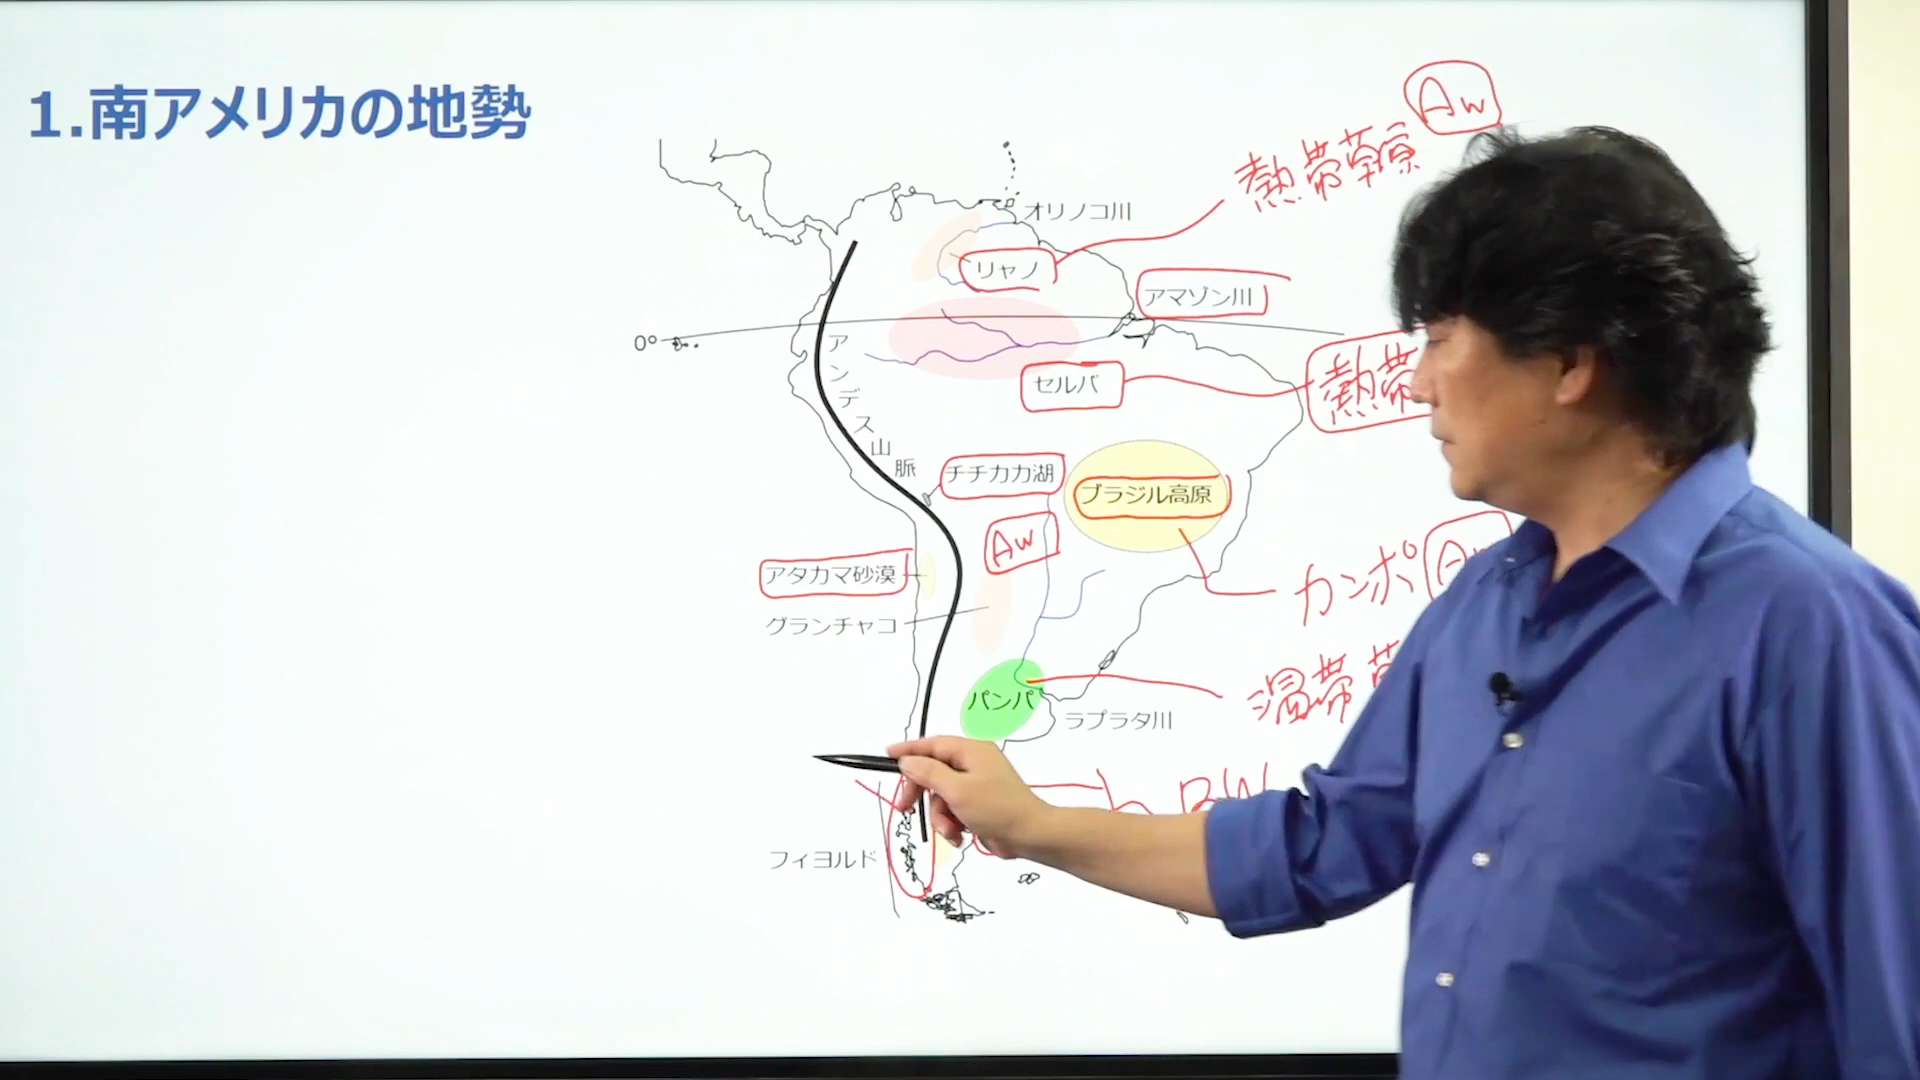 1.南アメリカの地勢
Aw
熱帯草原
オリノコ川
リャノ
アマゾン川
0°
アンデス山脈
セルバ
熱帯
チチカカ湖
ブラジル高原
Aw
アタカマ砂漠
カンポ
グランチャコ
温帯草
パンパ
ラプラタ川
BW
フィヨルド